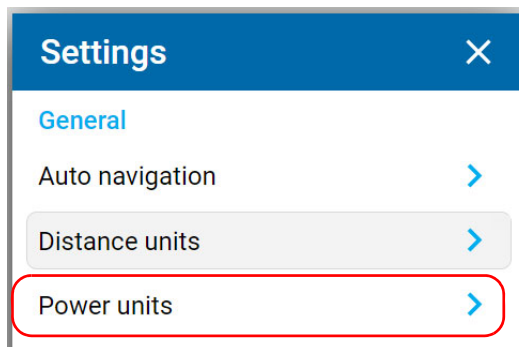 Settings
General
Auto navigation
Distance units
Power units